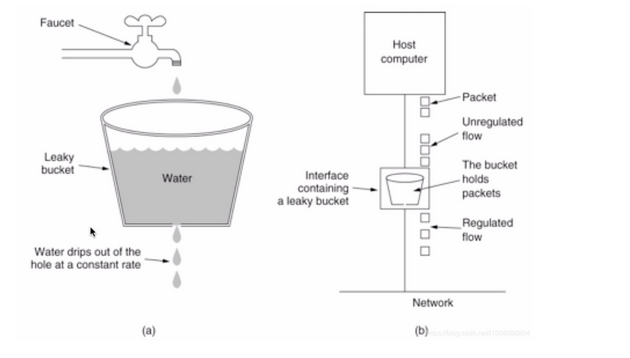 Faucet
Leaky
bucket
Water
Water drips out of the
hole at a constant rate
(a)
Host
computer
Packet
Unregulated
flow
Interface
containing
a leaky bucket
The bucket
holds
packets
Regulated
flow
Network
(b)